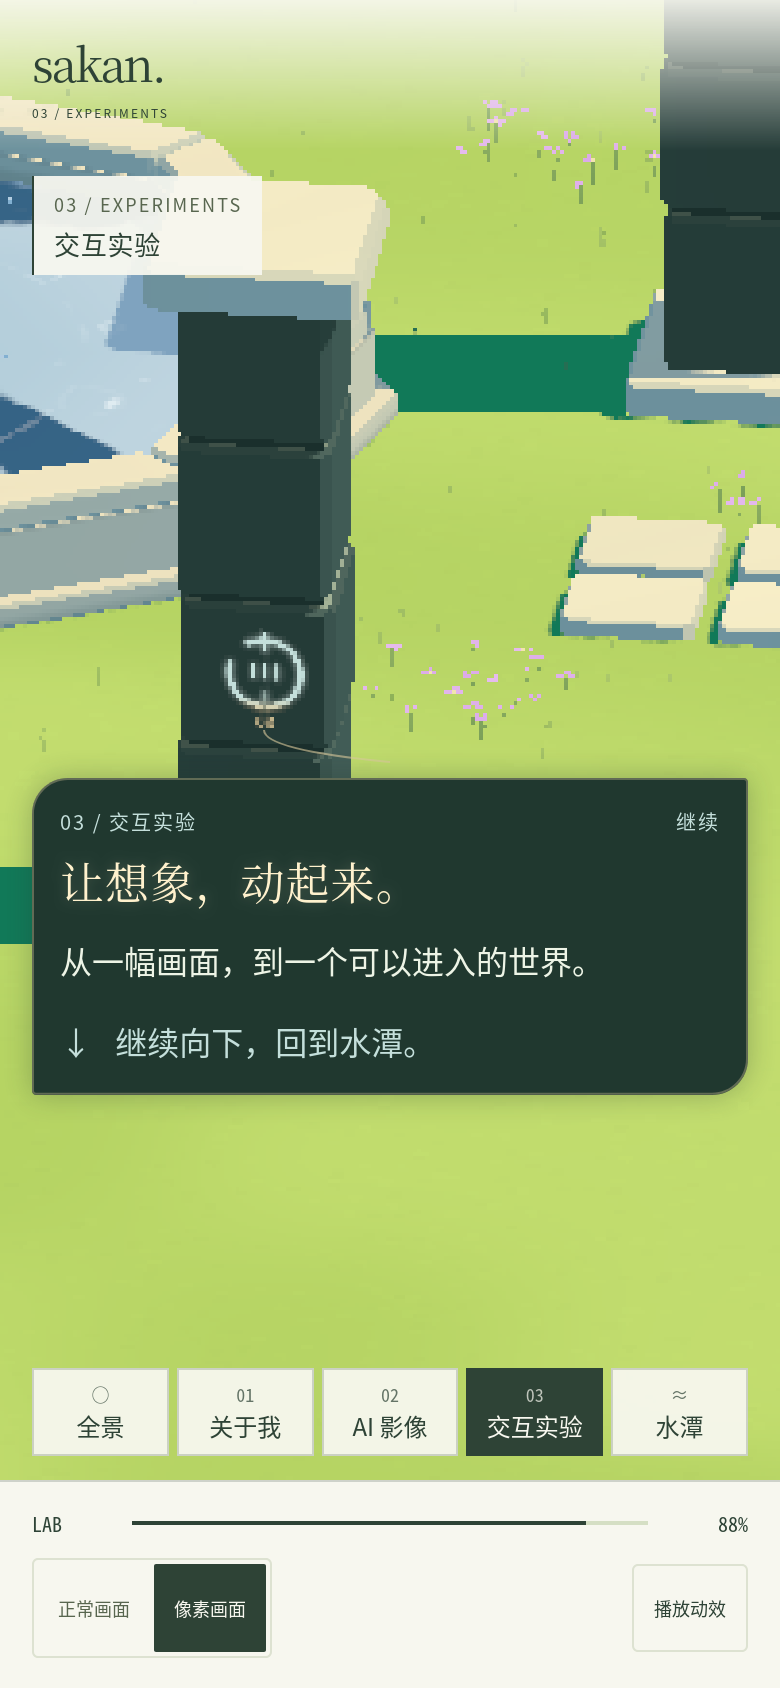 sakan.
03 / EXPERIMENTS
03 / EXPERIMENTS
交互实验
03 / 交互实验 继续
让想象，动起来。
从一幅画面，到一个可以进入的世界。
↓ 继续向下，回到水潭。
○ 01 02 03 ≈
全景 关于我 AI 影像 交互实验 水潭
LAB 88%
正常画面 像素画面 播放动效